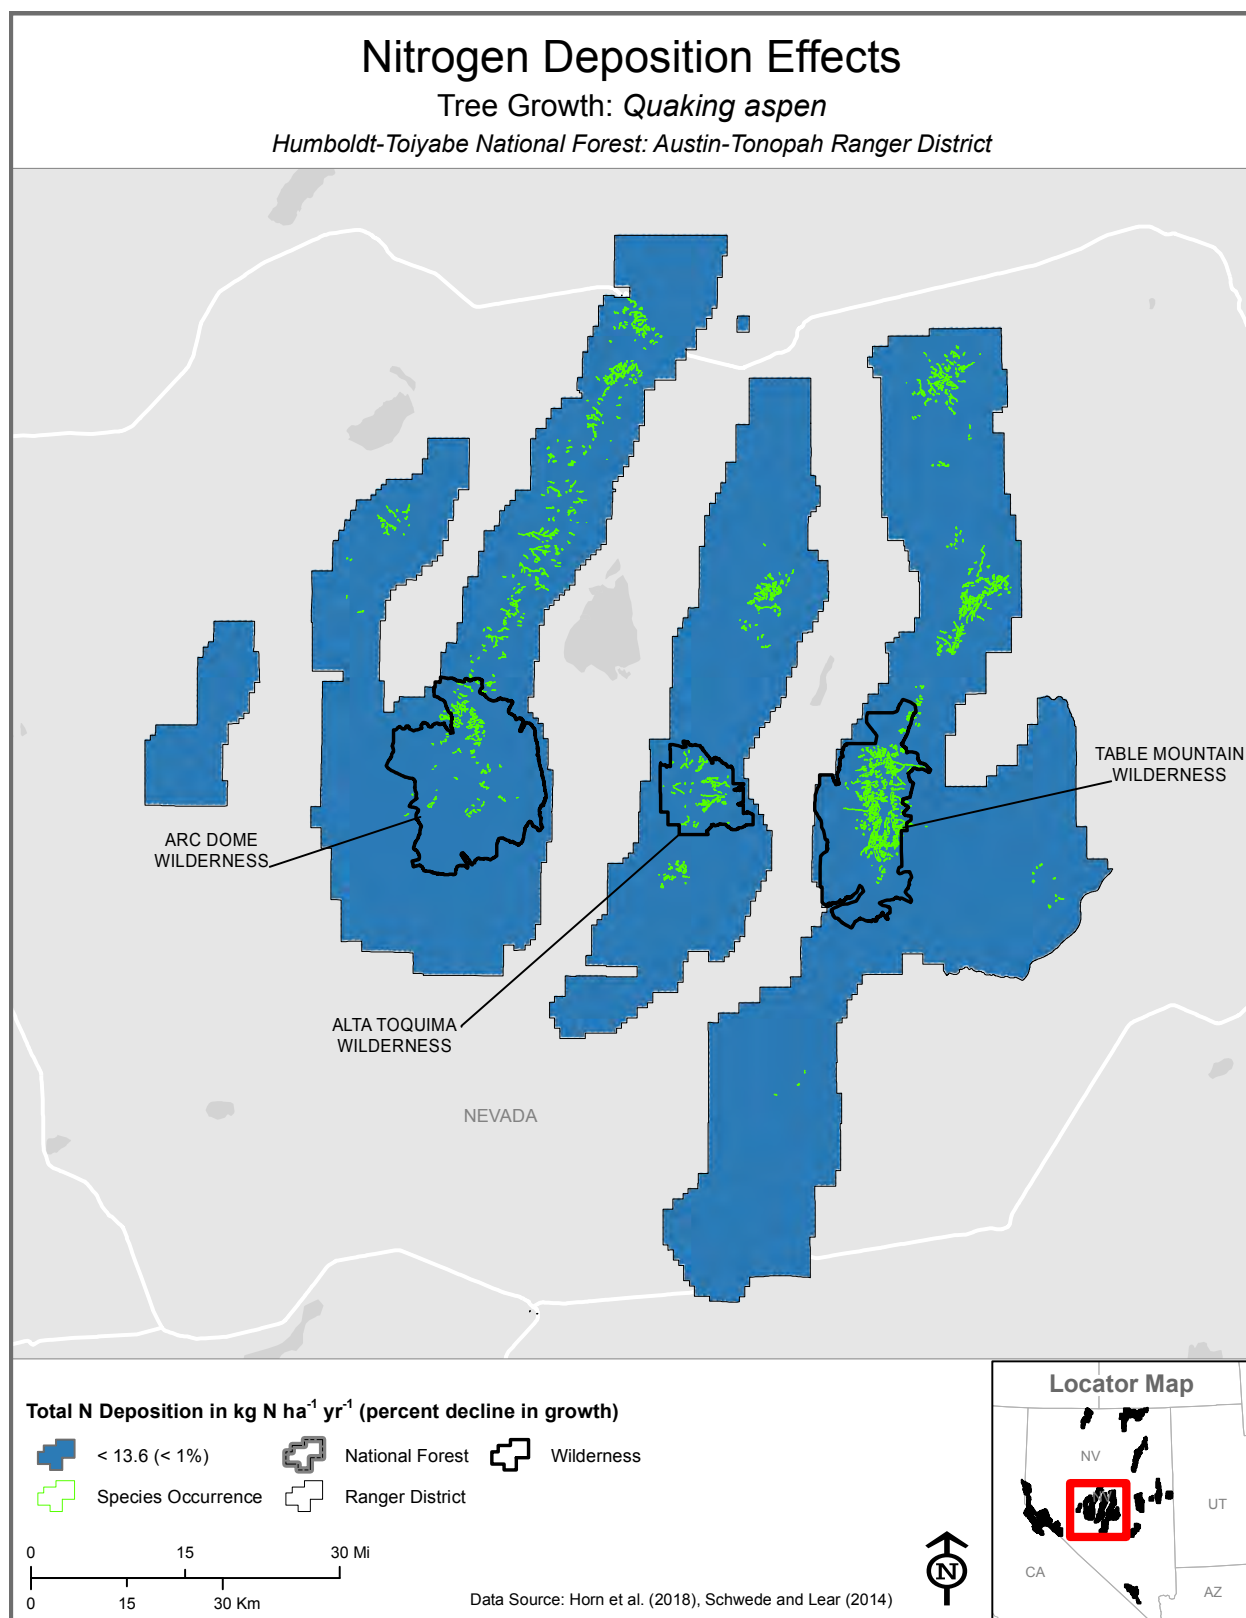 Nitrogen Deposition Effects
Tree Growth: Quaking aspen
Humboldt-Toiyabe National Forest: Austin-Tonopah Ranger District
TABLE MOUNTAIN
WILDERNESS
ARC DOME
WILDERNESS
ALTA TOQUIMA
WILDERNESS
NEVADA
Total N Deposition in kg N ha⁻¹ yr⁻¹ (percent decline in growth)
< 13.6 (< 1%)
National Forest
Wilderness
Species Occurrence
Ranger District
0 15 30 Mi
0 15 30 Km
N
Data Source: Horn et al. (2018), Schwede and Lear (2014)
Locator Map
NV
NV
UT
CA
AZ